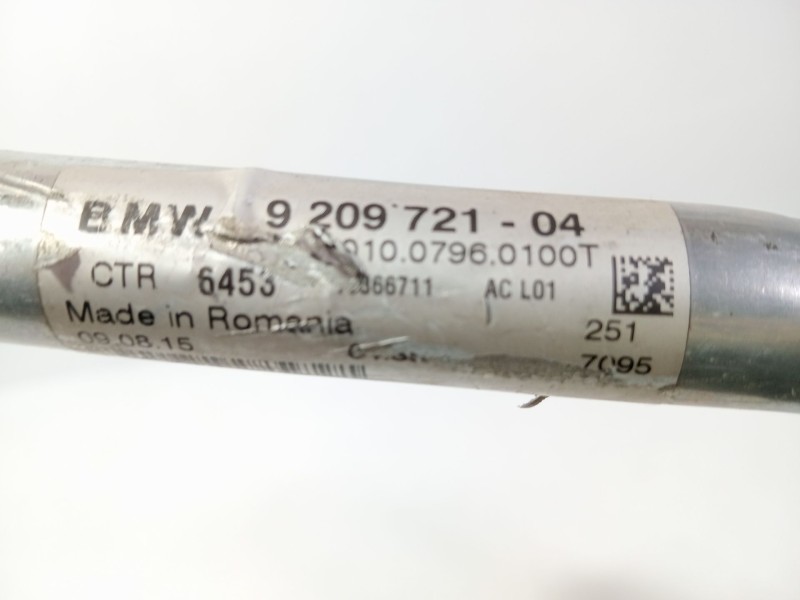 BMW 9 209 721 - 04
910.0796.0100T
CTR 6453 366711 AC L01
Made in Romania 251
09.08.15 7095